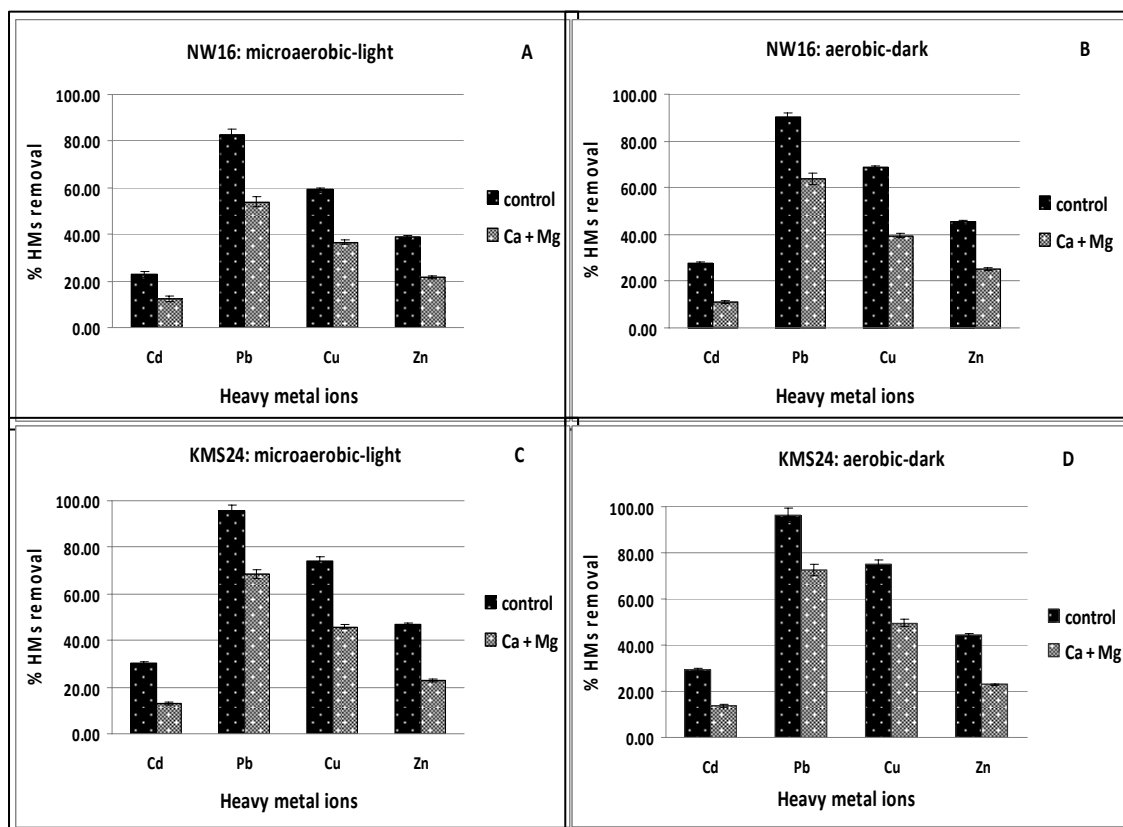 NW16: microaerobic-light A
100.00
80.00
60.00
40.00
20.00
0.00
% HMs removal
Cd Pb Cu Zn
Heavy metal ions
control
Ca + Mg
NW16: aerobic-dark B
100.00
80.00
60.00
40.00
20.00
0.00
% HMs removal
Cd Pb Cu Zn
Heavy metal ions
control
Ca + Mg
KMS24: microaerobic-light C
100.00
80.00
60.00
40.00
20.00
0.00
% HMs removal
Cd Pb Cu Zn
Heavy metal ions
control
Ca + Mg
KMS24: aerobic-dark D
100.00
80.00
60.00
40.00
20.00
0.00
% HMs removal
Cd Pb Cu Zn
Heavy metal ions
control
Ca + Mg